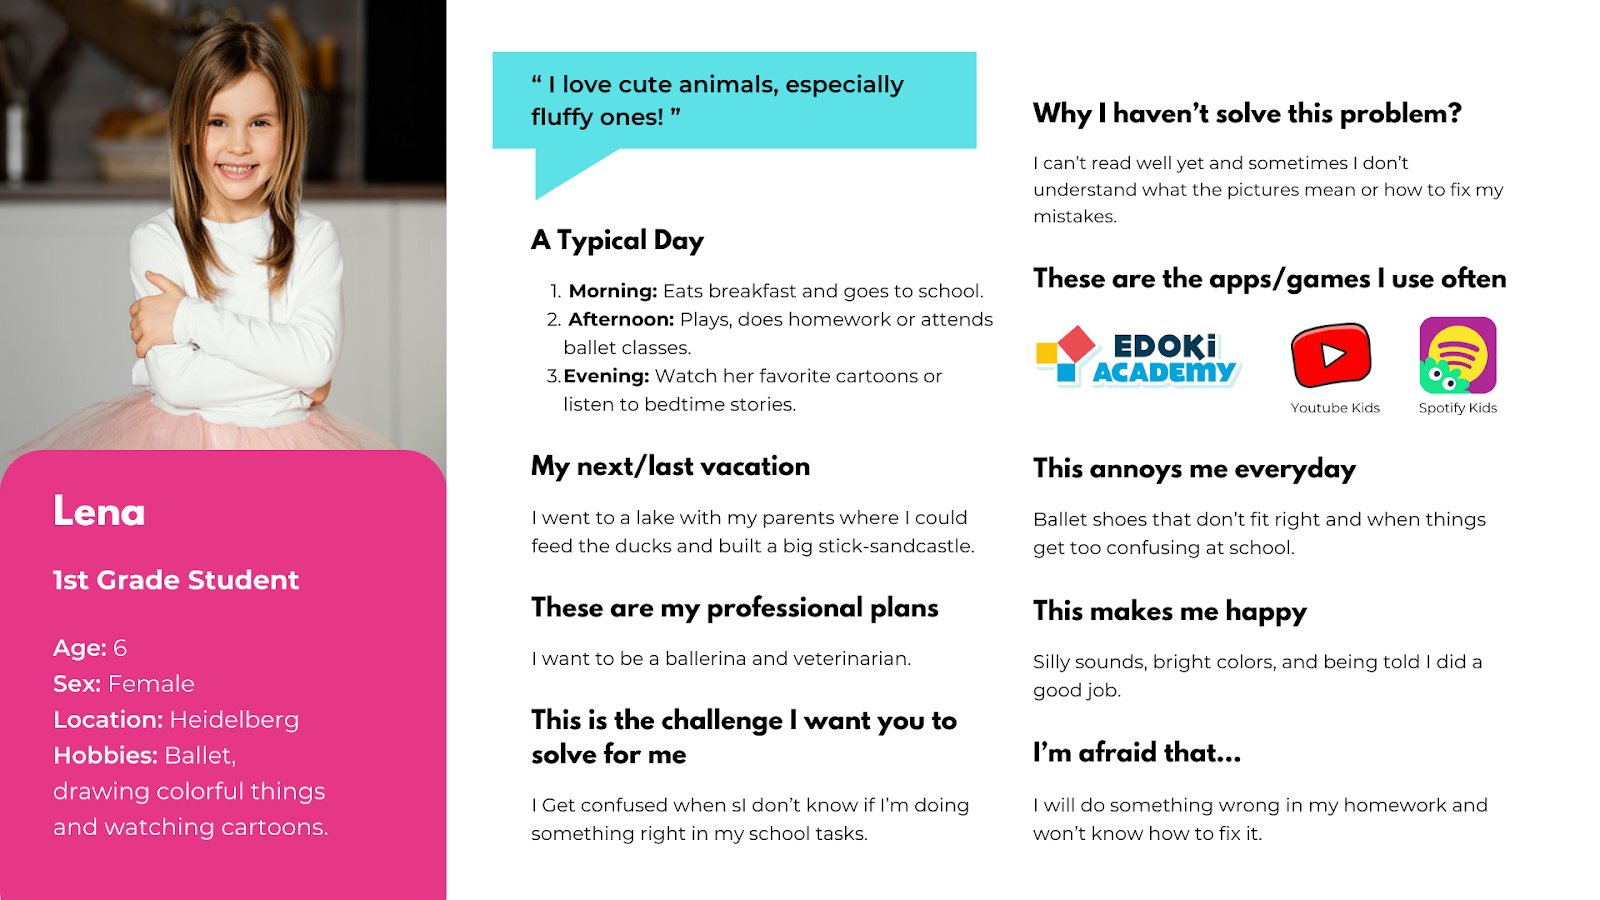 “ I love cute animals, especially
fluffy ones! ”
Lena
1st Grade Student
Age: 6
Sex: Female
Location: Heidelberg
Hobbies: Ballet,
drawing colorful things
and watching cartoons.
A Typical Day
1. Morning: Eats breakfast and goes to school.
2. Afternoon: Plays, does homework or attends
ballet classes.
3. Evening: Watch her favorite cartoons or
listen to bedtime stories.
My next/last vacation
I went to a lake with my parents where I could
feed the ducks and built a big stick-sandcastle.
These are my professional plans
I want to be a ballerina and veterinarian.
This is the challenge I want you to
solve for me
I Get confused when sI don’t know if I’m doing
something right in my school tasks.
Why I haven’t solve this problem?
I can’t read well yet and sometimes I don’t
understand what the pictures mean or how to fix my
mistakes.
These are the apps/games I use often
EDOKi
ACADEMY
Youtube Kids
Spotify Kids
This annoys me everyday
Ballet shoes that don’t fit right and when things
get too confusing at school.
This makes me happy
Silly sounds, bright colors, and being told I did a
good job.
I’m afraid that...
I will do something wrong in my homework and
won’t know how to fix it.